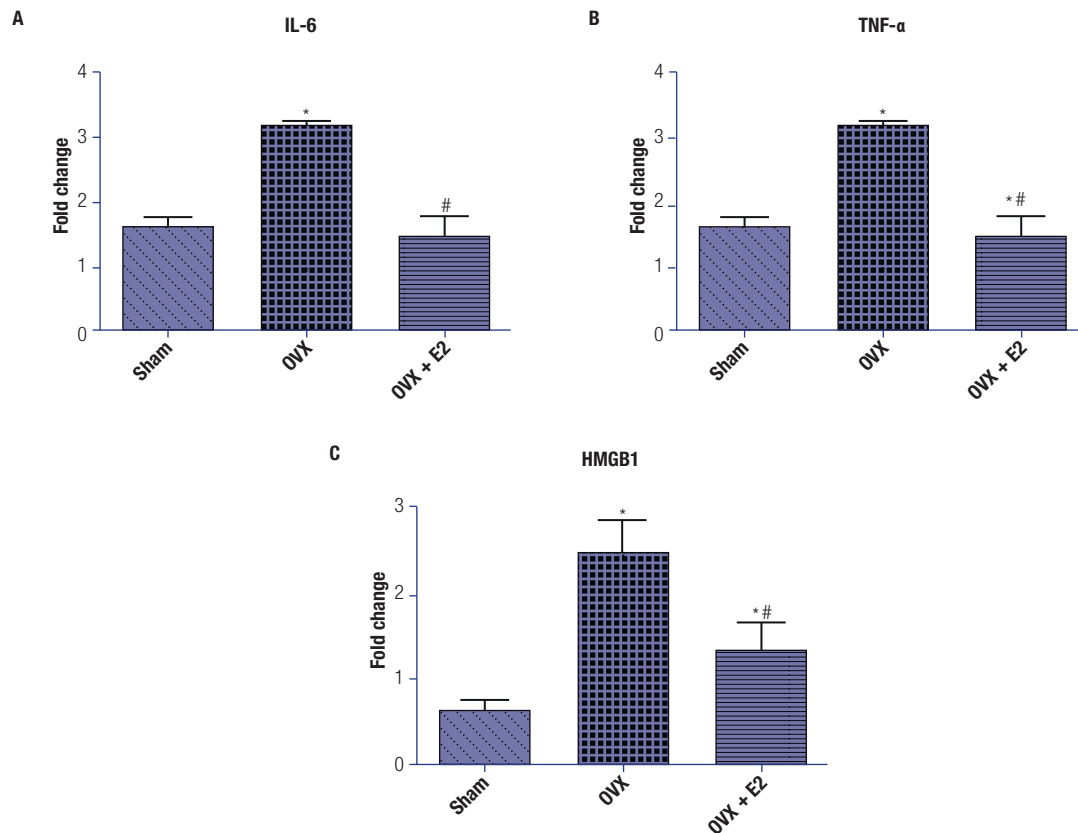 A
IL-6
Fold change
4
3
2
1
0
*
#
Sham
OVX
OVX + E2
B
TNF-α
Fold change
4
3
2
1
0
*
*#
Sham
OVX
OVX + E2
C
HMGB1
Fold change
3
2
1
0
*
*#
Sham
OVX
OVX + E2